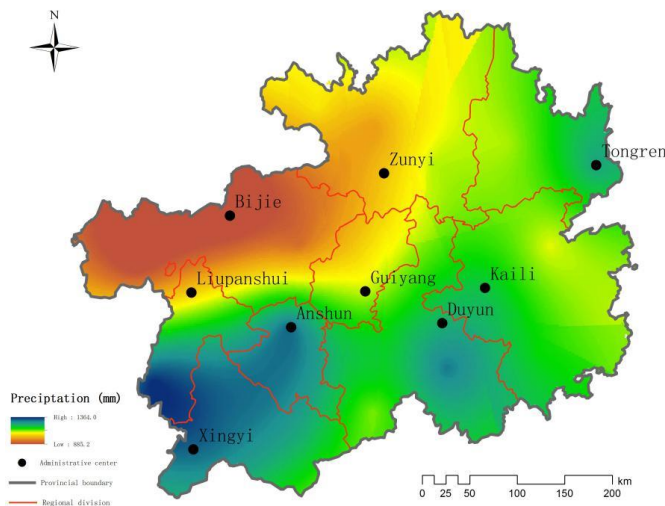 N
Tongren
Zunyi
Bijie
Liupanshui
Guiyang
Kaili
Anshun
Duyun
Xingyi
Preciptation (mm)
High : 1364.0
Low : 885.2
Administrative center
Provincial boundary
Regional division
km
0 25 50 100 150 200